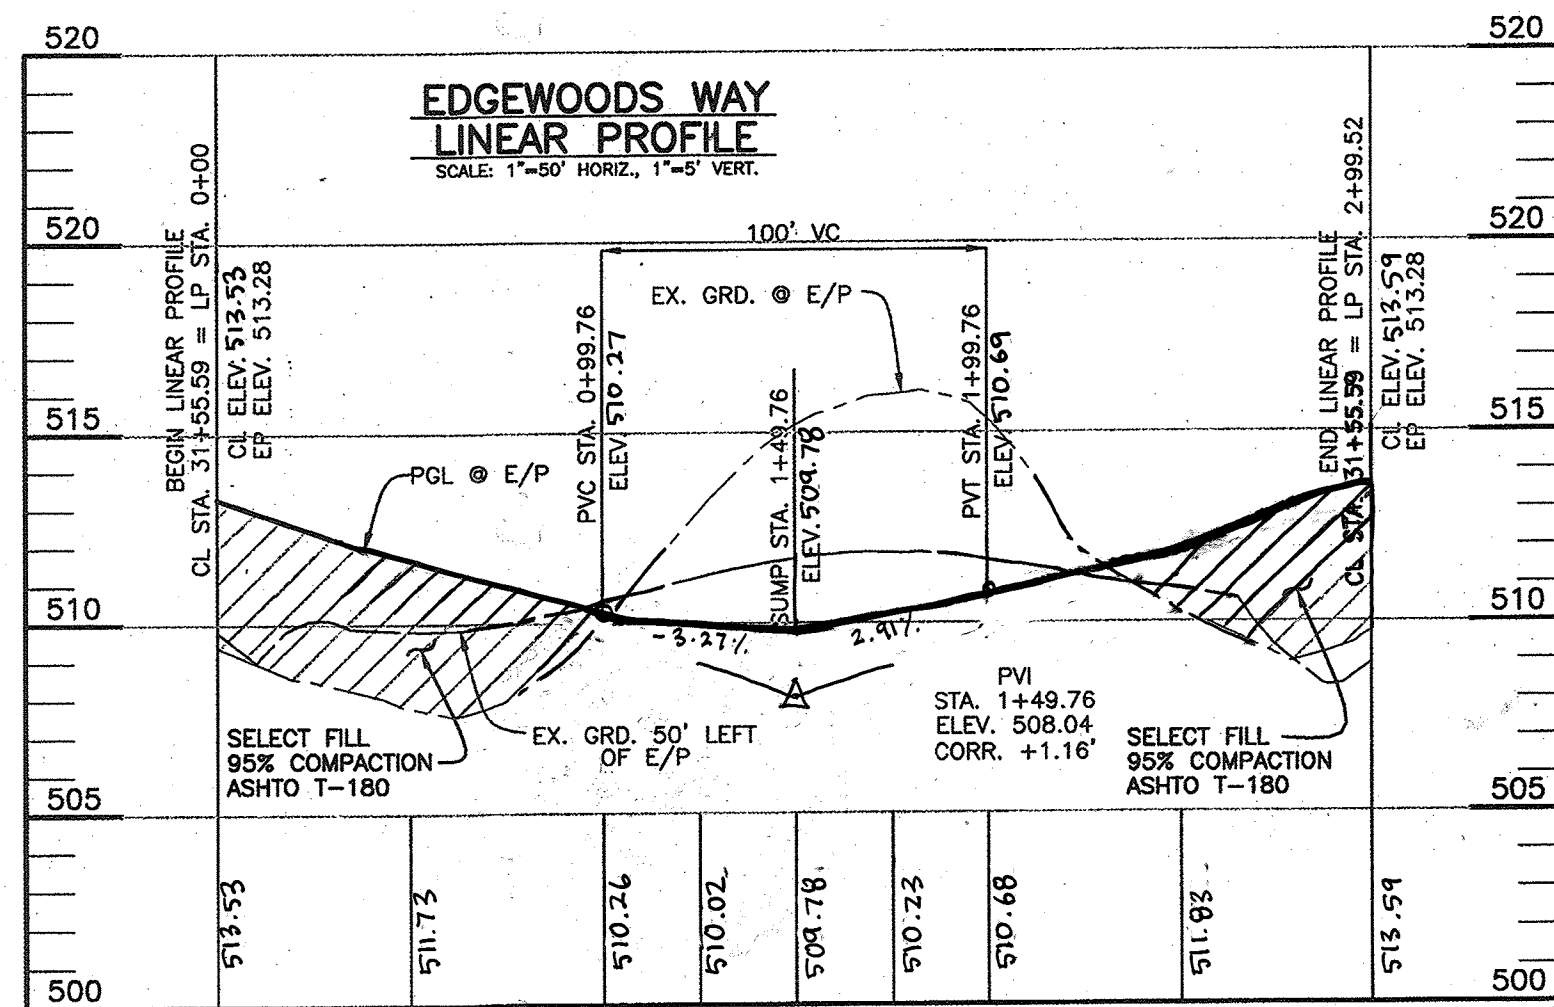 520
520
EDGEWOODS WAY
LINEAR PROFILE
SCALE: 1"=50' HORIZ., 1"=5' VERT.
520
520
100' VC
EX. GRD. @ E/P
BEGIN LINEAR PROFILE
CL STA. 31+55.59 = LP STA. 0+00
CL ELEV. 513.53
EP ELEV. 513.28
PVC STA. 0+99.76
ELEV. 510.27
SUMP STA. 1+49.76
ELEV. 509.78
PVT STA. 1+99.76
ELEV. 510.69
END LINEAR PROFILE
CL STA. 31+55.59 = LP STA. 2+99.52
CL ELEV. 513.59
EP ELEV. 513.28
515
515
PGL @ E/P
510
510
-3.27%
2.91%
PVI
STA. 1+49.76
ELEV. 508.04
CORR. +1.16'
SELECT FILL
95% COMPACTION
ASHTO T-180
EX. GRD. 50' LEFT
OF E/P
SELECT FILL
95% COMPACTION
ASHTO T-180
505
505
513.53
511.73
510.26
510.02
509.78
510.23
510.68
511.83
513.59
500
500